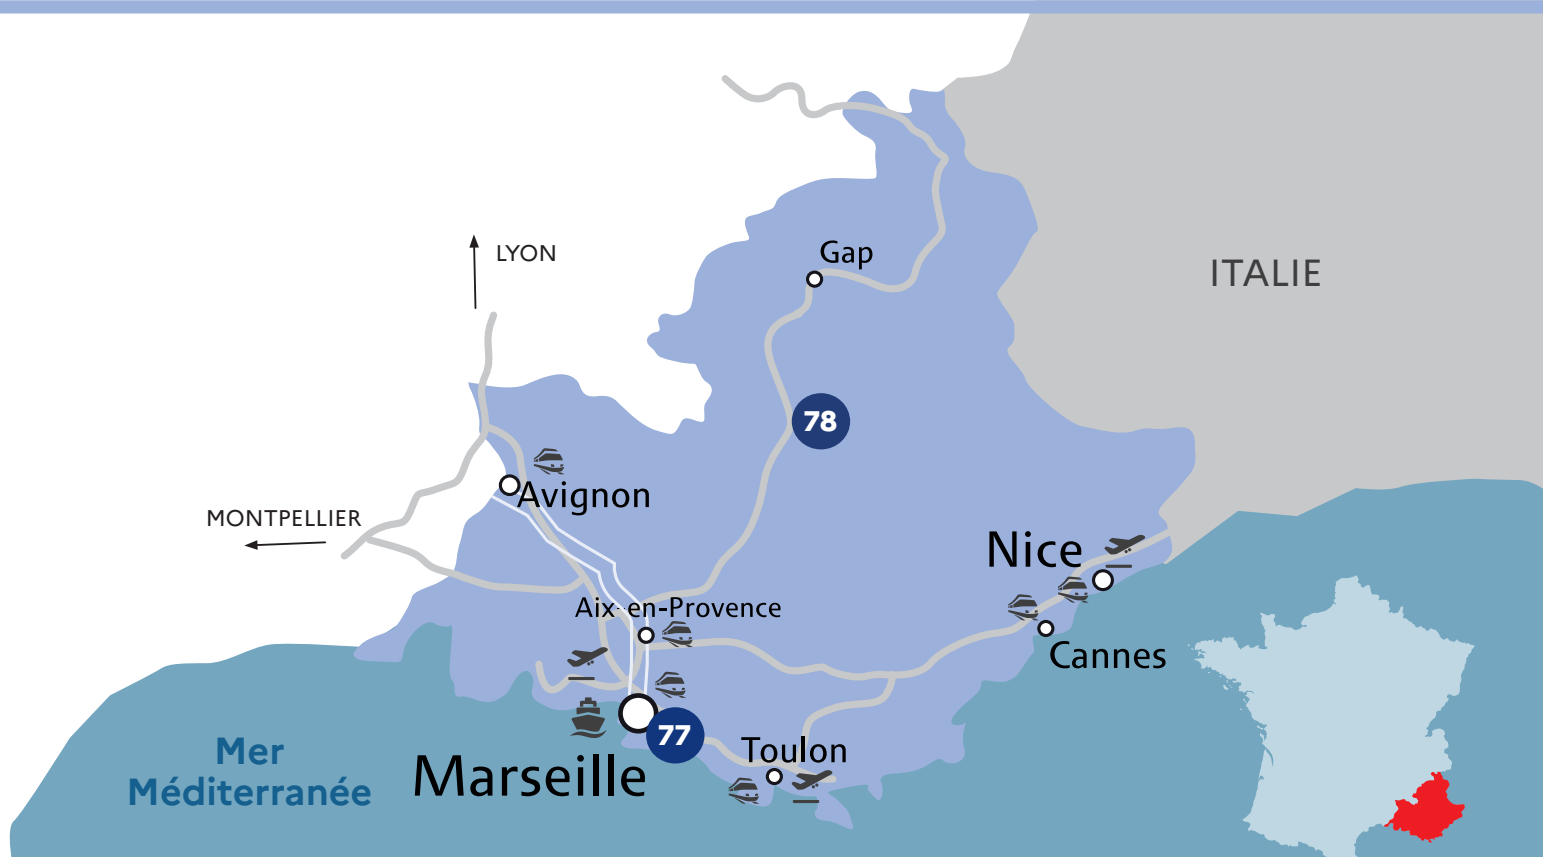 Gap
LYON
ITALIE
78
Avignon
MONTPELLIER
Nice
Aix-en-Provence
Cannes
77
Mer
Méditerranée
Marseille
Toulon